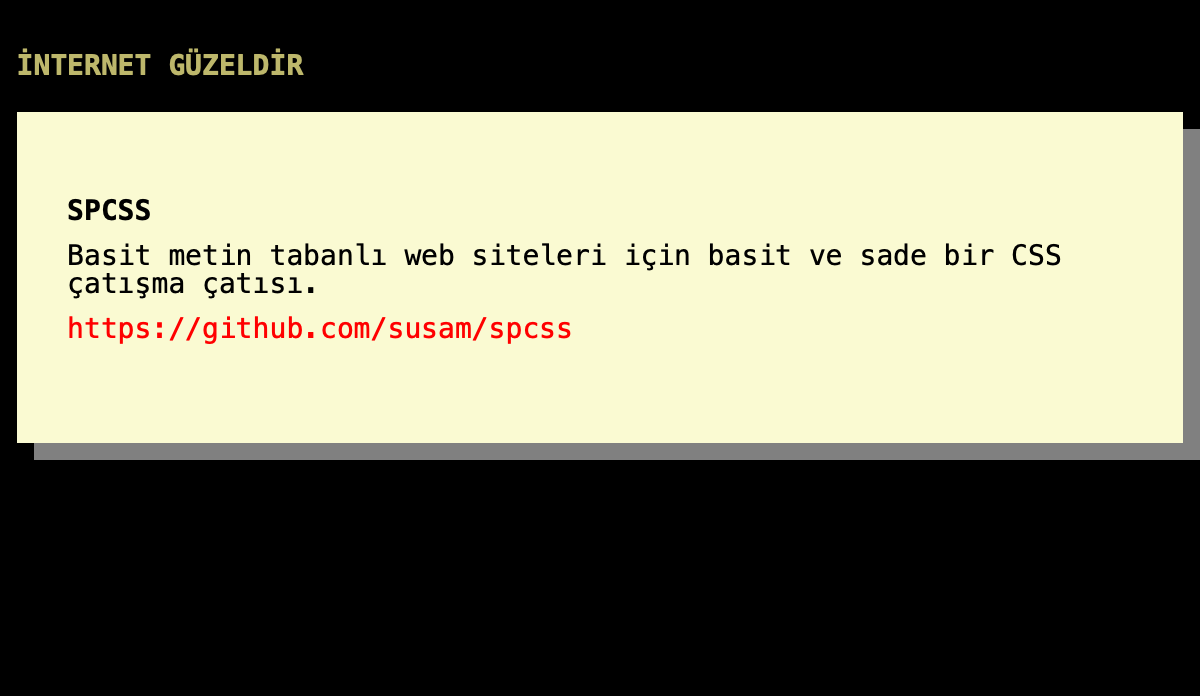 İNTERNET GÜZELDİR
SPCSS
Basit metin tabanlı web siteleri için basit ve sade bir CSS
çatışma çatısı.
https://github.com/susam/spcss